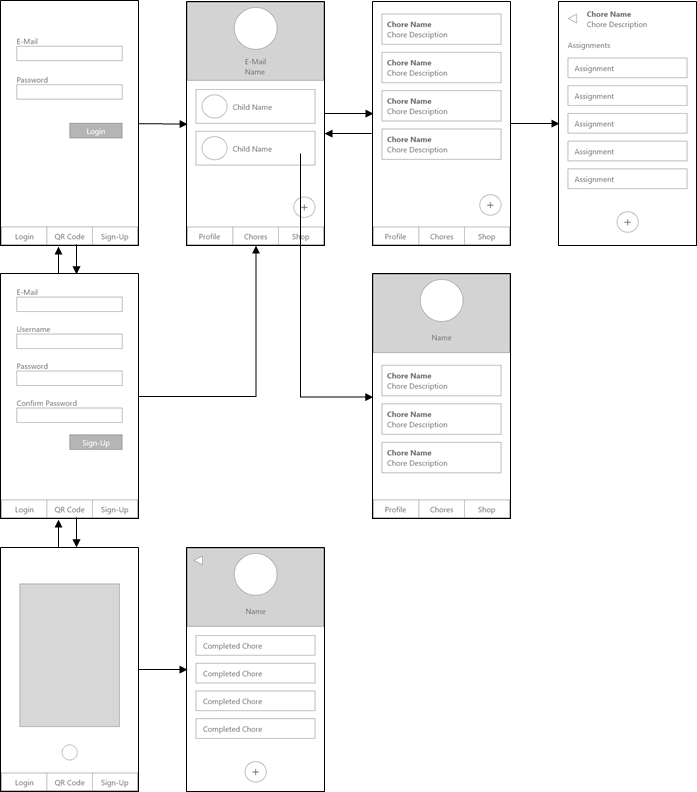 E-Mail
Password
Login
Login QR Code Sign-Up
E-Mail
Name
Child Name
Child Name
+
Profile Chores Shop
Chore Name
Chore Description
Chore Name
Chore Description
Chore Name
Chore Description
Chore Name
Chore Description
+
Profile Chores Shop
Chore Name
Chore Description
Assignments
Assignment
Assignment
Assignment
Assignment
Assignment
+
E-Mail
Username
Password
Confirm Password
Sign-Up
Login QR Code Sign-Up
Name
Chore Name
Chore Description
Chore Name
Chore Description
Chore Name
Chore Description
Profile Chores Shop
Login QR Code Sign-Up
Name
Completed Chore
Completed Chore
Completed Chore
Completed Chore
+